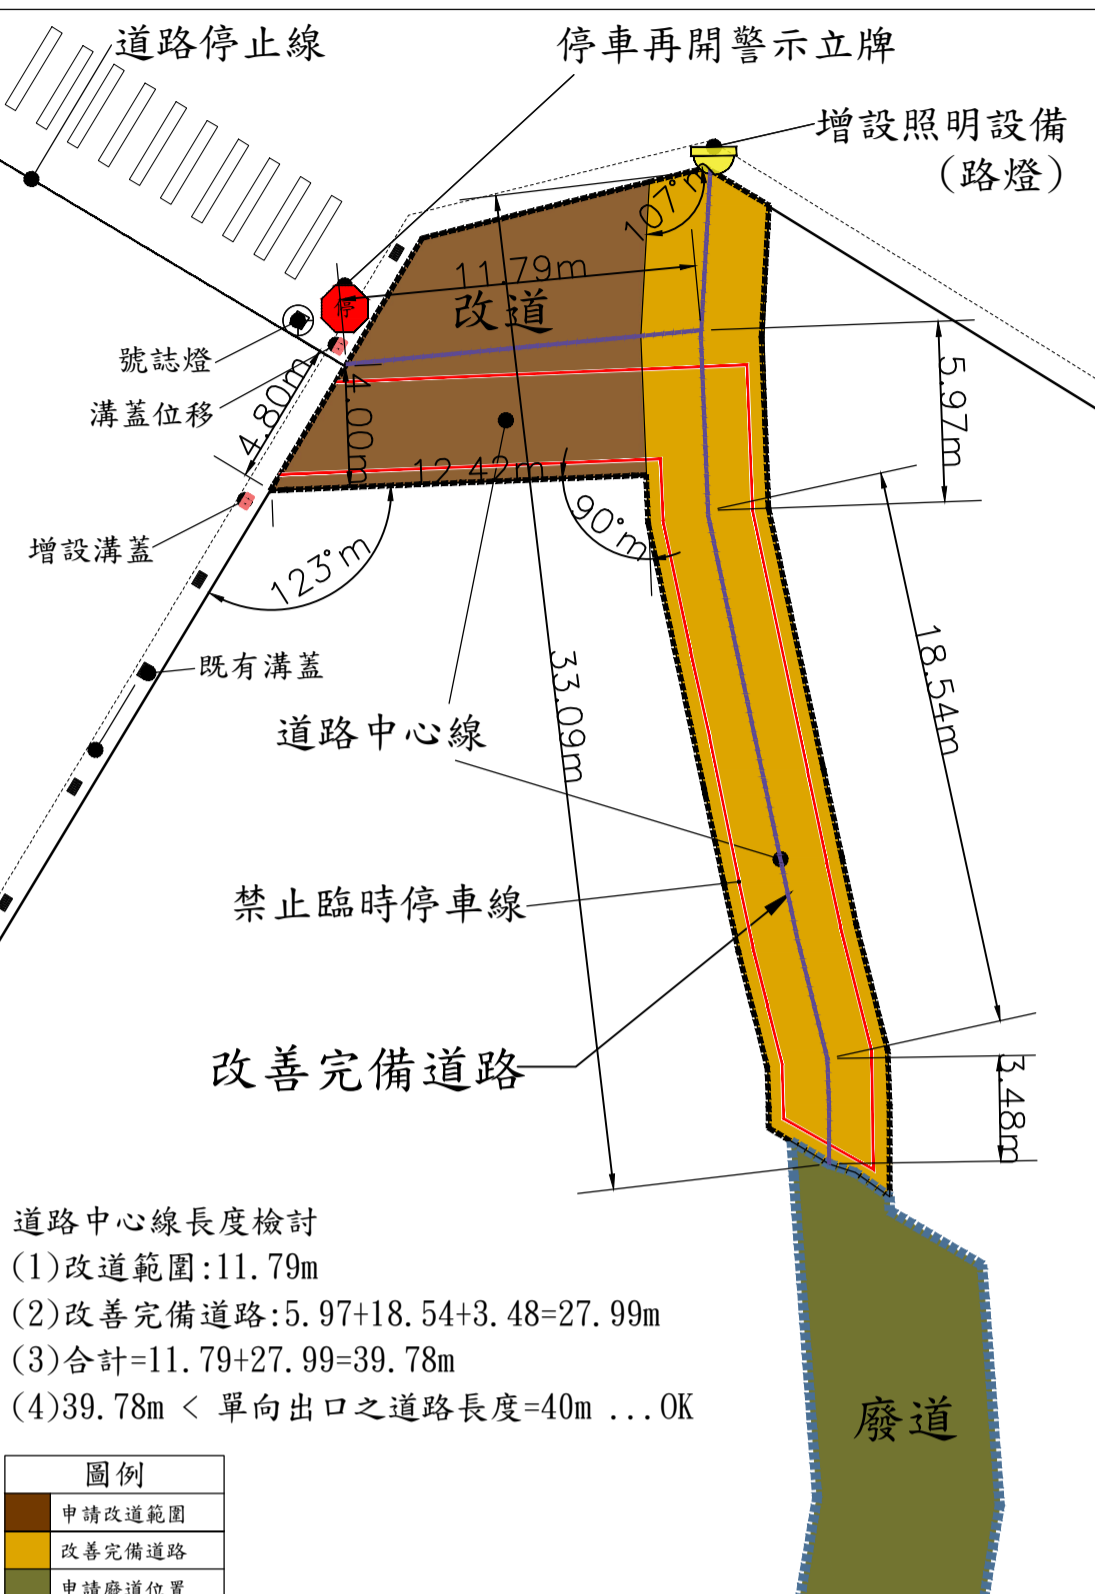 道路停止線
停車再開警示立牌
增設照明設備
(路燈)
107°m
11.79m
改道
停
號誌燈
溝蓋位移
4.80m
4.00m
5.97m
12.42m
增設溝蓋
90°m
123°m
既有溝蓋
33.09m
18.54m
道路中心線
禁止臨時停車線
改善完備道路
3.48m
道路中心線長度檢討
(1)改道範圍:11.79m
(2)改善完備道路:5.97+18.54+3.48=27.99m
(3)合計=11.79+27.99=39.78m
(4)39.78m < 單向出口之道路長度=40m ...OK
廢道
圖例
申請改道範圍
改善完備道路
申請廢道位置